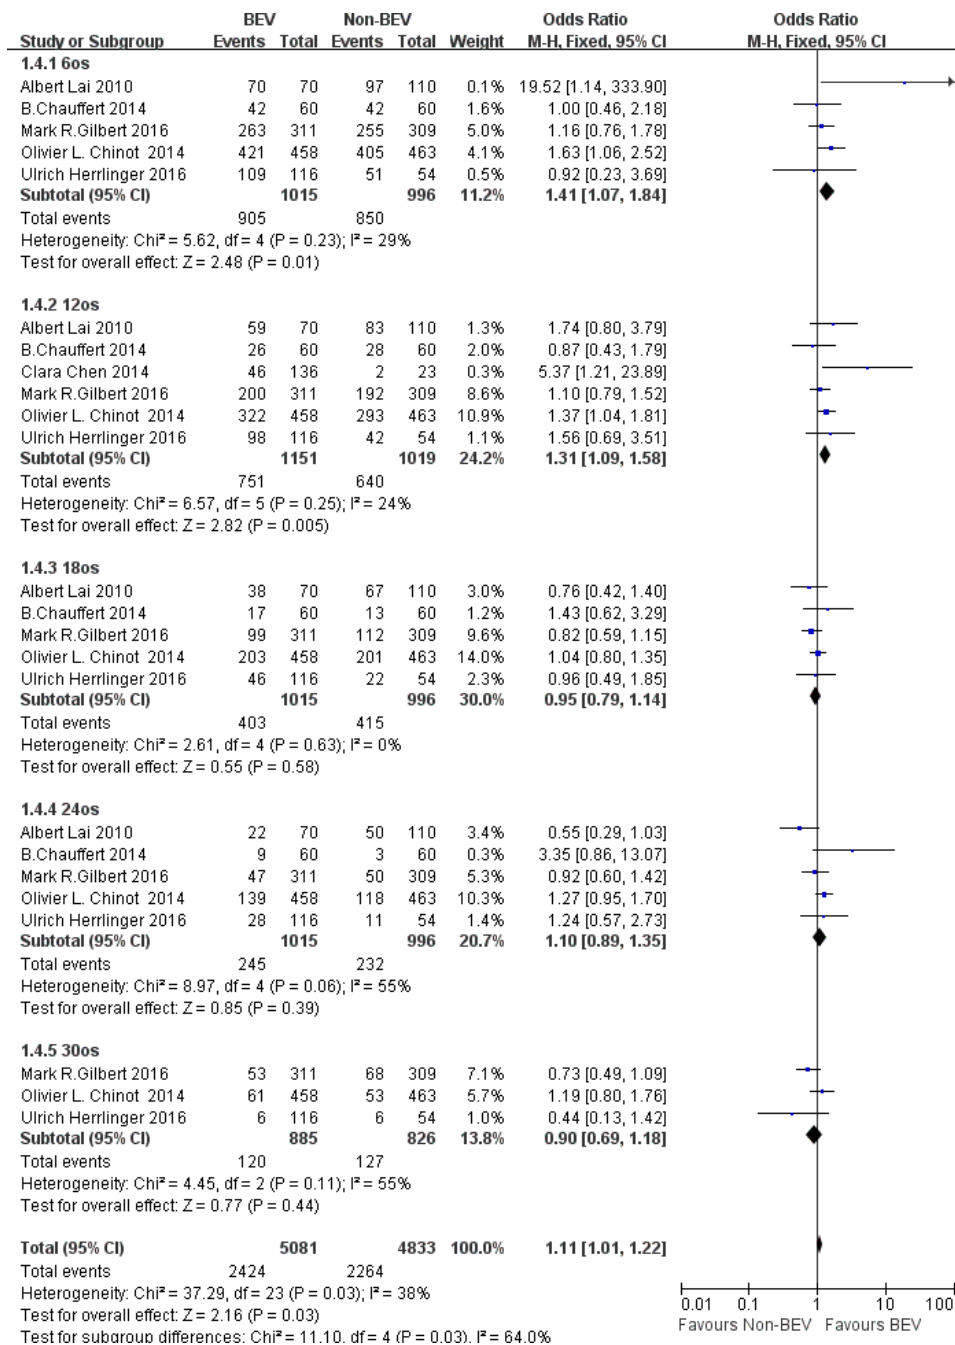 BEV Non-BEV Odds Ratio Odds Ratio
Study or Subgroup Events Total Events Total Weight M-H, Fixed, 95% CI M-H, Fixed, 95% CI
1.4.1 6os
Albert Lai 2010 70 70 97 110 0.1% 19.52 [1.14, 333.90]
B.Chauffert 2014 42 60 42 60 1.6% 1.00 [0.46, 2.18]
Mark R.Gilbert 2016 263 311 255 309 5.0% 1.16 [0.76, 1.78]
Olivier L. Chinot 2014 421 458 405 463 4.1% 1.63 [1.06, 2.52]
Ulrich Herrlinger 2016 109 116 51 54 0.5% 0.92 [0.23, 3.69]
Subtotal (95% CI) 1015 996 11.2% 1.41 [1.07, 1.84]
Total events 905 850
Heterogeneity: Chi² = 5.62, df = 4 (P = 0.23); I² = 29%
Test for overall effect: Z = 2.48 (P = 0.01)
1.4.2 12os
Albert Lai 2010 59 70 83 110 1.3% 1.74 [0.80, 3.79]
B.Chauffert 2014 26 60 28 60 2.0% 0.87 [0.43, 1.79]
Clara Chen 2014 46 136 2 23 0.3% 5.37 [1.21, 23.89]
Mark R.Gilbert 2016 200 311 192 309 8.6% 1.10 [0.79, 1.52]
Olivier L. Chinot 2014 322 458 293 463 10.9% 1.37 [1.04, 1.81]
Ulrich Herrlinger 2016 98 116 42 54 1.1% 1.56 [0.69, 3.51]
Subtotal (95% CI) 1151 1019 24.2% 1.31 [1.09, 1.58]
Total events 751 640
Heterogeneity: Chi² = 6.57, df = 5 (P = 0.25); I² = 24%
Test for overall effect: Z = 2.82 (P = 0.005)
1.4.3 18os
Albert Lai 2010 38 70 67 110 3.0% 0.76 [0.42, 1.40]
B.Chauffert 2014 17 60 13 60 1.2% 1.43 [0.62, 3.29]
Mark R.Gilbert 2016 99 311 112 309 9.6% 0.82 [0.59, 1.15]
Olivier L. Chinot 2014 203 458 201 463 14.0% 1.04 [0.80, 1.35]
Ulrich Herrlinger 2016 46 116 22 54 2.3% 0.96 [0.49, 1.85]
Subtotal (95% CI) 1015 996 30.0% 0.95 [0.79, 1.14]
Total events 403 415
Heterogeneity: Chi² = 2.61, df = 4 (P = 0.63); I² = 0%
Test for overall effect: Z = 0.55 (P = 0.58)
1.4.4 24os
Albert Lai 2010 22 70 50 110 3.4% 0.55 [0.29, 1.03]
B.Chauffert 2014 9 60 3 60 0.3% 3.35 [0.86, 13.07]
Mark R.Gilbert 2016 47 311 50 309 5.3% 0.92 [0.60, 1.42]
Olivier L. Chinot 2014 139 458 118 463 10.3% 1.27 [0.95, 1.70]
Ulrich Herrlinger 2016 28 116 11 54 1.4% 1.24 [0.57, 2.73]
Subtotal (95% CI) 1015 996 20.7% 1.10 [0.89, 1.35]
Total events 245 232
Heterogeneity: Chi² = 8.97, df = 4 (P = 0.06); I² = 55%
Test for overall effect: Z = 0.85 (P = 0.39)
1.4.5 30os
Mark R.Gilbert 2016 53 311 68 309 7.1% 0.73 [0.49, 1.09]
Olivier L. Chinot 2014 61 458 53 463 5.7% 1.19 [0.80, 1.76]
Ulrich Herrlinger 2016 6 116 6 54 1.0% 0.44 [0.13, 1.42]
Subtotal (95% CI) 885 826 13.8% 0.90 [0.69, 1.18]
Total events 120 127
Heterogeneity: Chi² = 4.45, df = 2 (P = 0.11); I² = 55%
Test for overall effect: Z = 0.77 (P = 0.44)
Total (95% CI) 5081 4833 100.0% 1.11 [1.01, 1.22]
Total events 2424 2264
Heterogeneity: Chi² = 37.29, df = 23 (P = 0.03); I² = 38%
Test for overall effect: Z = 2.16 (P = 0.03)
Test for subgroup differences: Chi² = 11.10, df = 4 (P = 0.03), I² = 64.0%
0.01 0.1 1 10 100
Favours Non-BEV Favours BEV